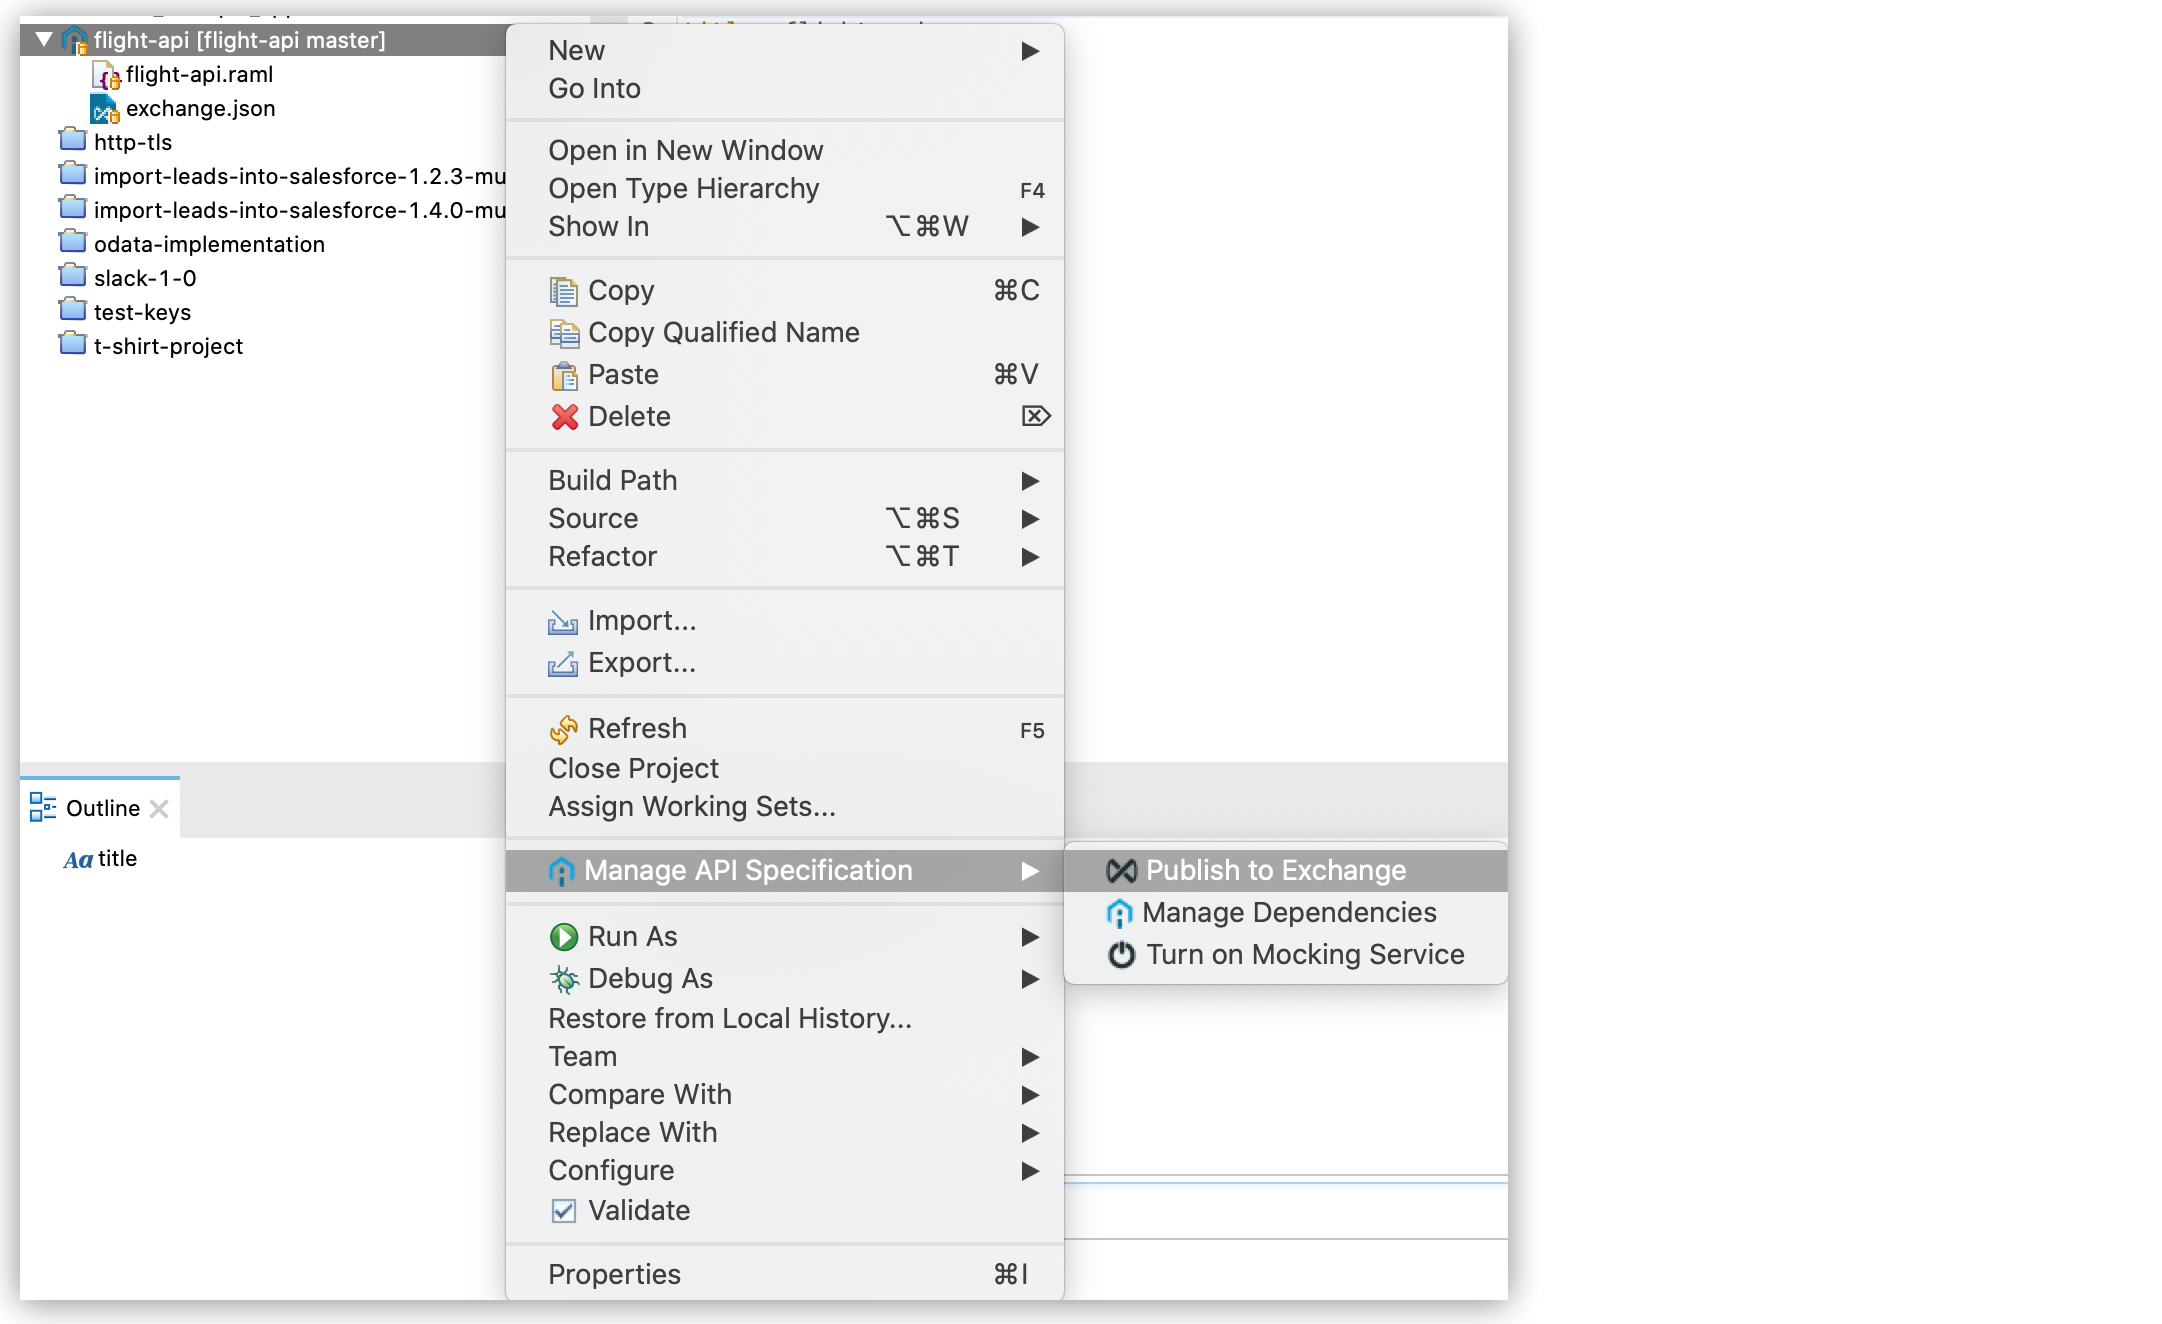 flight-api [flight-api master]
flight-api.raml
exchange.json
http-tls
import-leads-into-salesforce-1.2.3-mu
import-leads-into-salesforce-1.4.0-mu
odata-implementation
slack-1-0
test-keys
t-shirt-project
Outline
Aa title
New
Go Into
Open in New Window
Open Type Hierarchy F4
Show In ⌥⌘W
Copy ⌘C
Copy Qualified Name
Paste ⌘V
Delete ⌦
Build Path
Source ⌥⌘S
Refactor ⌥⌘T
Import...
Export...
Refresh F5
Close Project
Assign Working Sets...
Manage API Specification
Run As
Debug As
Restore from Local History...
Team
Compare With
Replace With
Configure
Validate
Properties ⌘I
Publish to Exchange
Manage Dependencies
Turn on Mocking Service